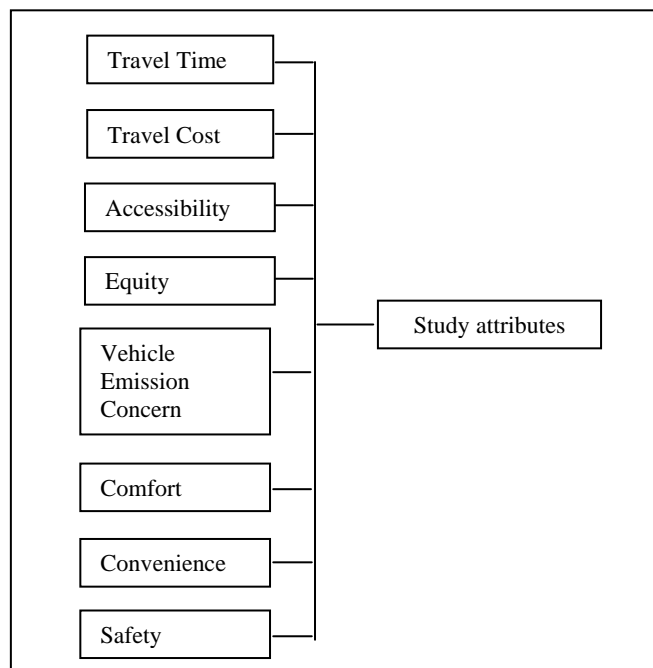 Travel Time
Travel Cost
Accessibility
Equity
Study attributes
Vehicle
Emission
Concern
Comfort
Convenience
Safety